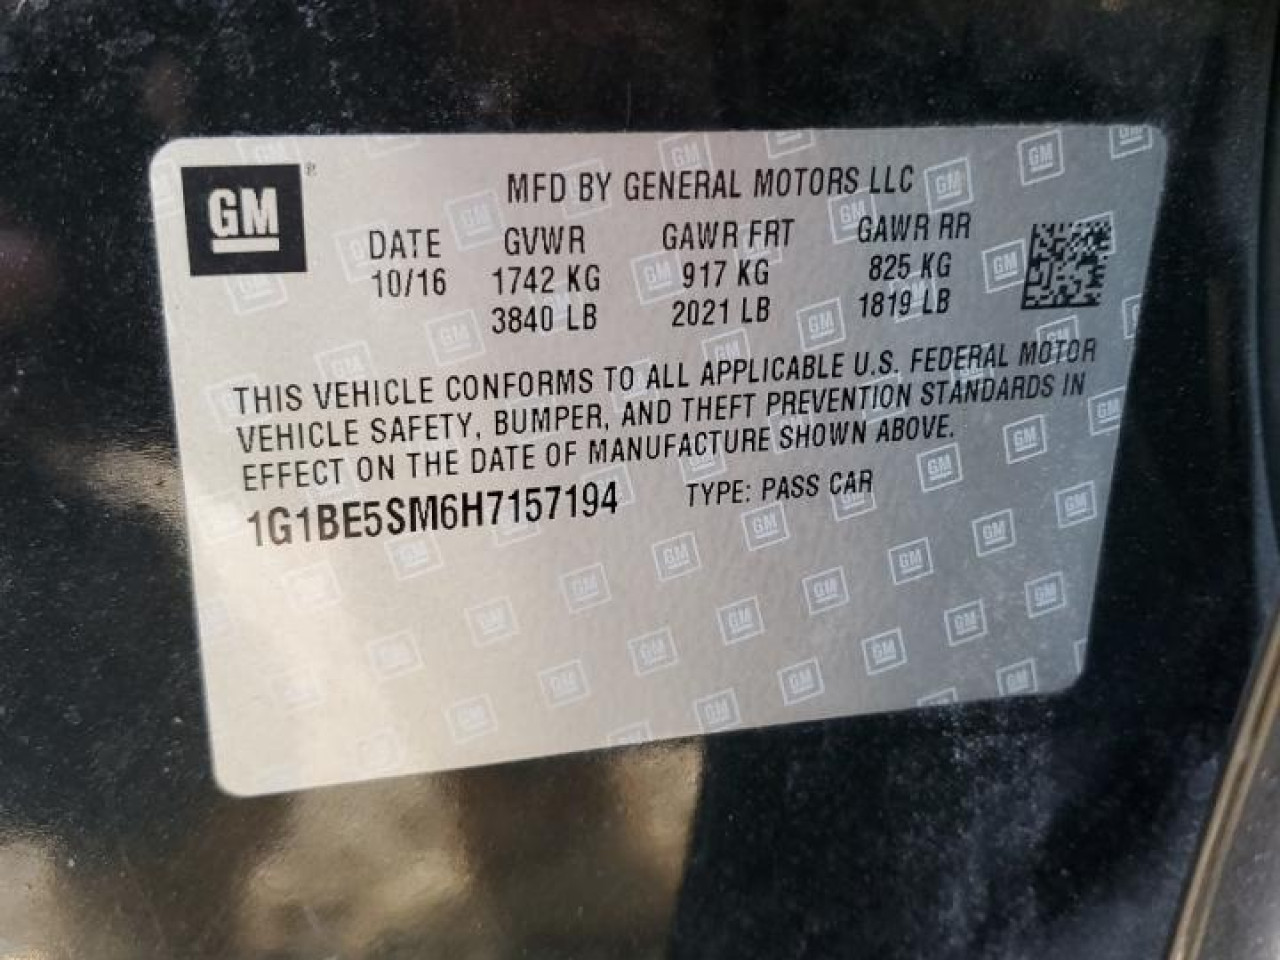 GM®
MFD BY GENERAL MOTORS LLC
DATE GVWR GAWR FRT GAWR RR
10/16 1742 KG 917 KG 825 KG
3840 LB 2021 LB 1819 LB
THIS VEHICLE CONFORMS TO ALL APPLICABLE U.S. FEDERAL MOTOR
VEHICLE SAFETY, BUMPER, AND THEFT PREVENTION STANDARDS IN
EFFECT ON THE DATE OF MANUFACTURE SHOWN ABOVE.
1G1BE5SM6H7157194 TYPE: PASS CAR